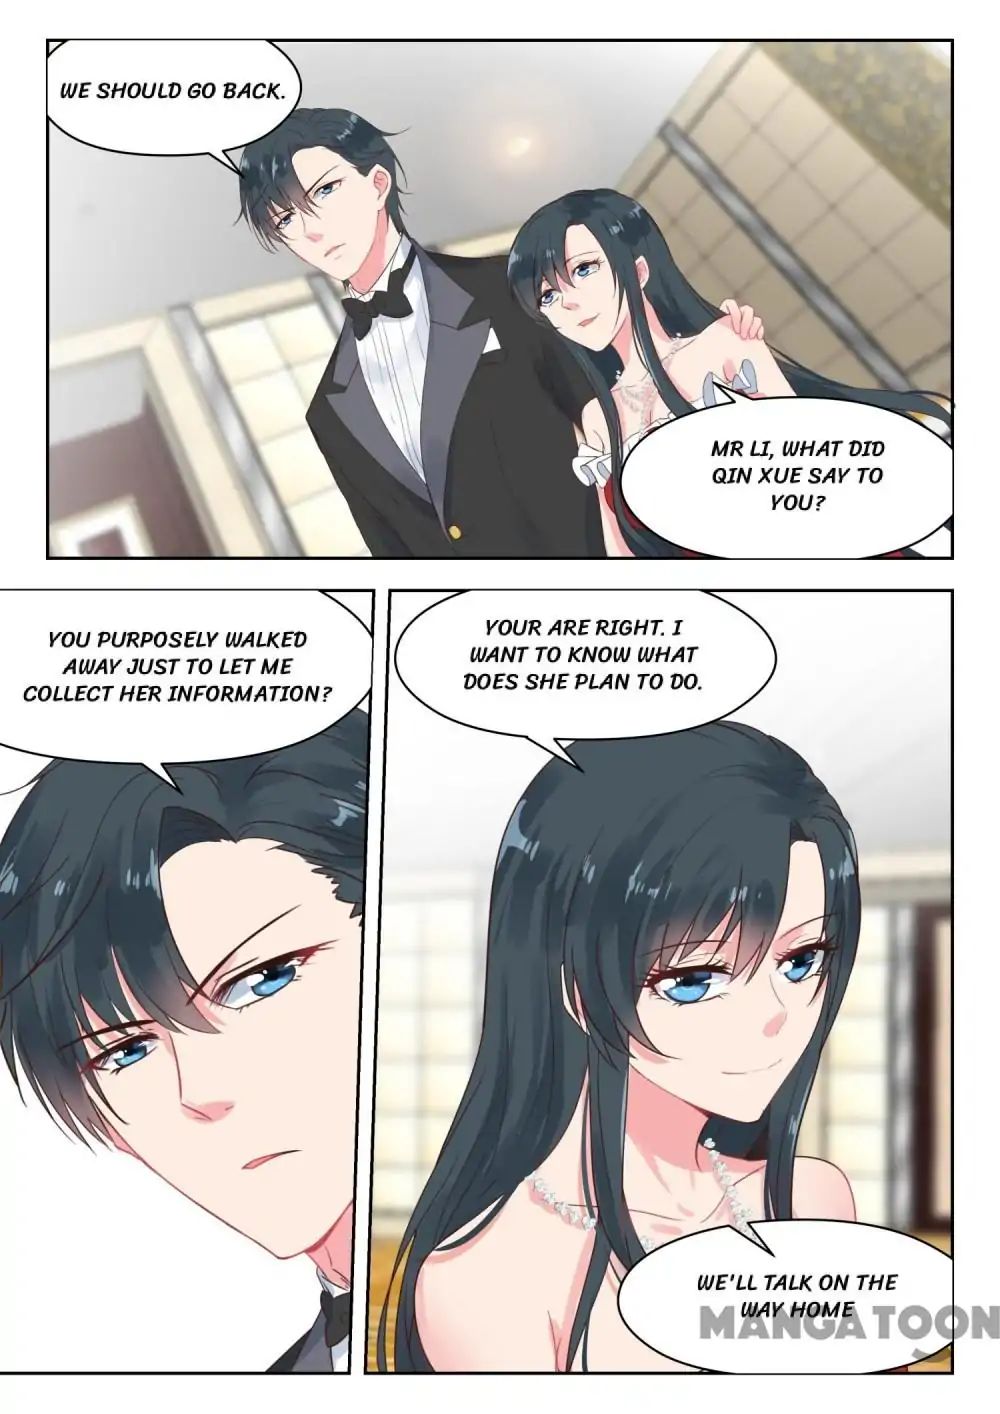 WE SHOULD GO BACK.
MR LI, WHAT DID
QIN XUE SAY TO
YOU?
YOU PURPOSELY WALKED
AWAY JUST TO LET ME
COLLECT HER INFORMATION?
YOUR ARE RIGHT. I
WANT TO KNOW WHAT
DOES SHE PLAN TO DO.
WE'LL TALK ON THE
WAY HOME
MANGATOON